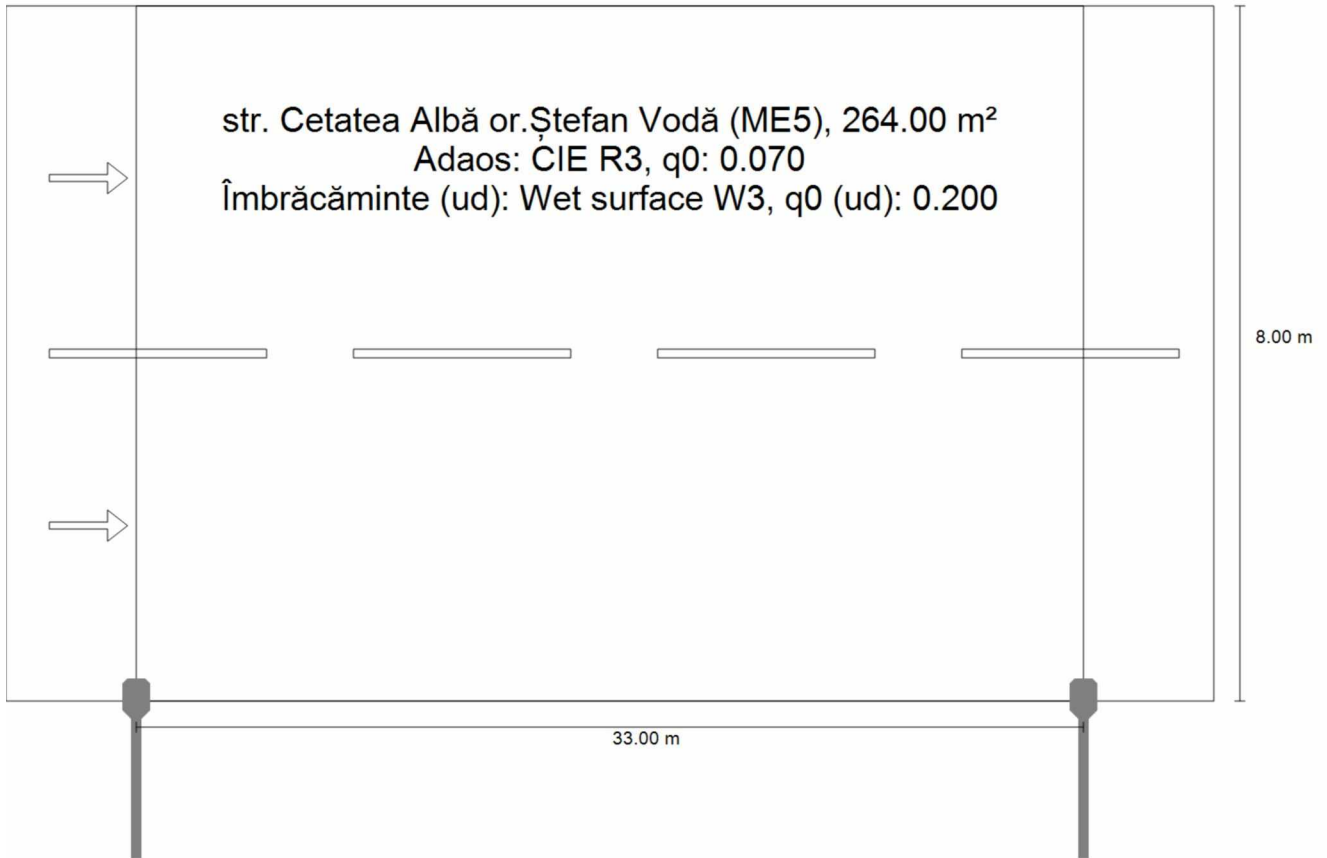 str. Cetatea Albă or.Ștefan Vodă (ME5), 264.00 m²
Adaos: CIE R3, q0: 0.070
Îmbrăcăminte (ud): Wet surface W3, q0 (ud): 0.200
8.00 m
33.00 m